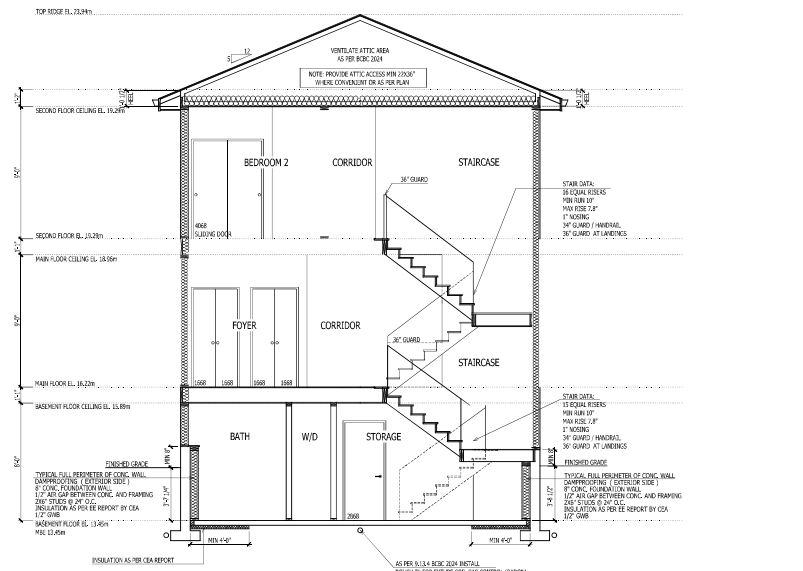 TOP RIDGE EL. 23.94m
12
5
VENTILATE ATTIC AREA
AS PER BCBC 2024
NOTE: PROVIDE ATTIC ACCESS MIN 22X36"
WHERE CONVENIENT OR AS PER PLAN
HEEL
HEEL
SECOND FLOOR CEILING EL. 19.29m
BEDROOM 2
CORRIDOR
STAIRCASE
36" GUARD
STAIR DATA:
16 EQUAL RISERS
MIN RUN 10"
MAX RISE 7.8"
1" NOSING
34" GUARD / HANDRAIL
36" GUARD AT LANDINGS
4068
SLIDING DOOR
SECOND FLOOR EL. 19.29m
MAIN FLOOR CEILING EL. 18.96m
FOYER
CORRIDOR
36" GUARD
STAIRCASE
1668
1668
1668
1668
MAIN FLOOR EL. 16.22m
BASEMENT FLOOR CEILING EL. 15.89m
STAIR DATA:
15 EQUAL RISERS
MIN RUN 10"
MAX RISE 7.8"
1" NOSING
34" GUARD / HANDRAIL
36" GUARD AT LANDINGS
BATH
W/D
STORAGE
MIN 8"
MIN 8"
FINISHED GRADE
FINISHED GRADE
TYPICAL FULL PERIMETER OF CONC. WALL
DAMPPROOFING ( EXTERIOR SIDE )
8" CONC. FOUNDATION WALL
1/2" AIR GAP BETWEEN CONC. AND FRAMING
2X6" STUDS @ 24" O.C.
INSULATION AS PER EE REPORT BY CEA
1/2" GWB
TYPICAL FULL PERIMETER OF CONC. WALL
DAMPPROOFING ( EXTERIOR SIDE )
8" CONC. FOUNDATION WALL
1/2" AIR GAP BETWEEN CONC. AND FRAMING
2X6" STUDS @ 24" O.C.
INSULATION AS PER EE REPORT BY CEA
1/2" GWB
2868
BASEMENT FLOOR EL. 13.45m
MBE 13.45m
MIN 4'-0"
MIN 4'-0"
INSULATION AS PER CEA REPORT
AS PER 9.13.4 BCBC 2024 INSTALL